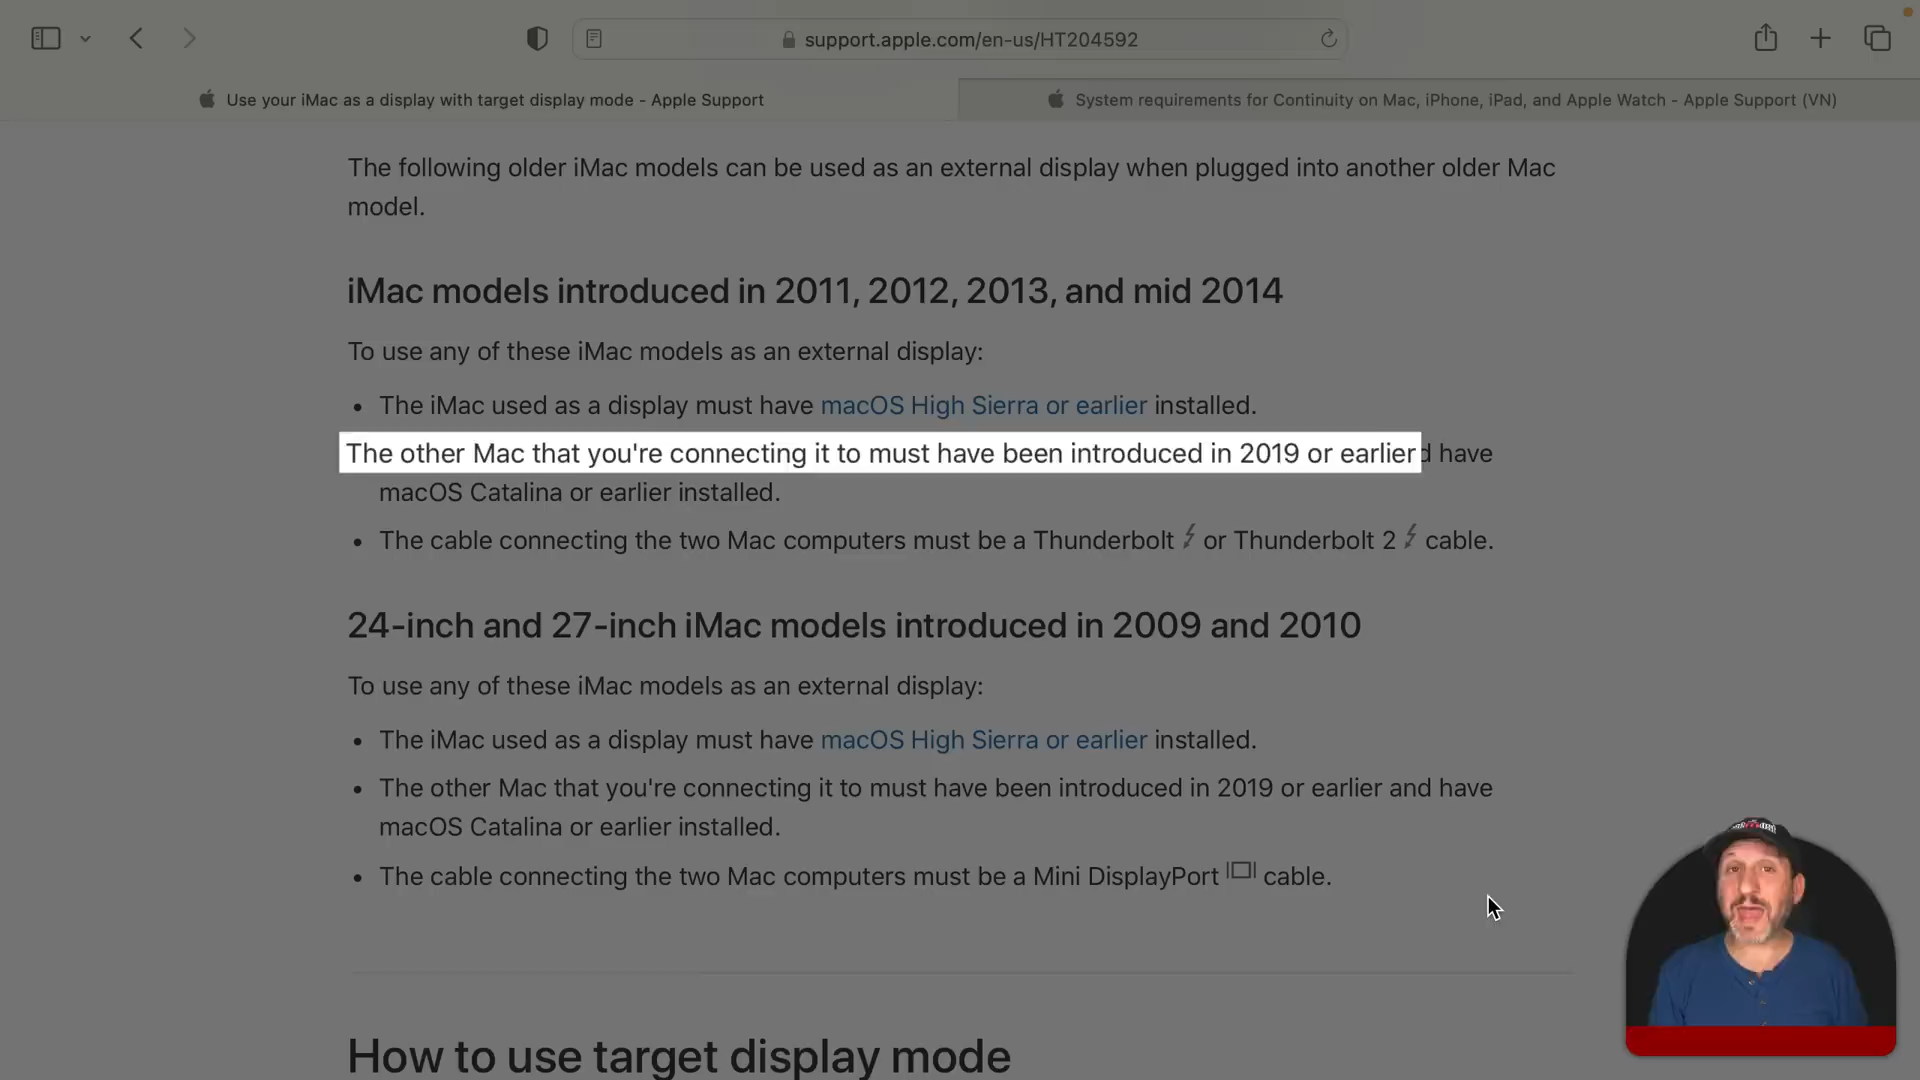 support.apple.com/en-us/HT204592
Use your iMac as a display with target display mode - Apple Support
System requirements for Continuity on Mac, iPhone, iPad, and Apple Watch - Apple Support (VN)
The following older iMac models can be used as an external display when plugged into another older Mac
model.
iMac models introduced in 2011, 2012, 2013, and mid 2014
To use any of these iMac models as an external display:
• The iMac used as a display must have macOS High Sierra or earlier installed.
The other Mac that you're connecting it to must have been introduced in 2019 or earlier have
macOS Catalina or earlier installed.
• The cable connecting the two Mac computers must be a Thunderbolt or Thunderbolt 2 cable.
24-inch and 27-inch iMac models introduced in 2009 and 2010
To use any of these iMac models as an external display:
• The iMac used as a display must have macOS High Sierra or earlier installed.
• The other Mac that you're connecting it to must have been introduced in 2019 or earlier and have
macOS Catalina or earlier installed.
• The cable connecting the two Mac computers must be a Mini DisplayPort cable.
How to use target display mode